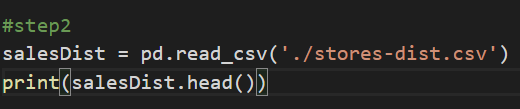 #step2
salesDist = pd.read_csv('./stores-dist.csv')
print(salesDist.head())